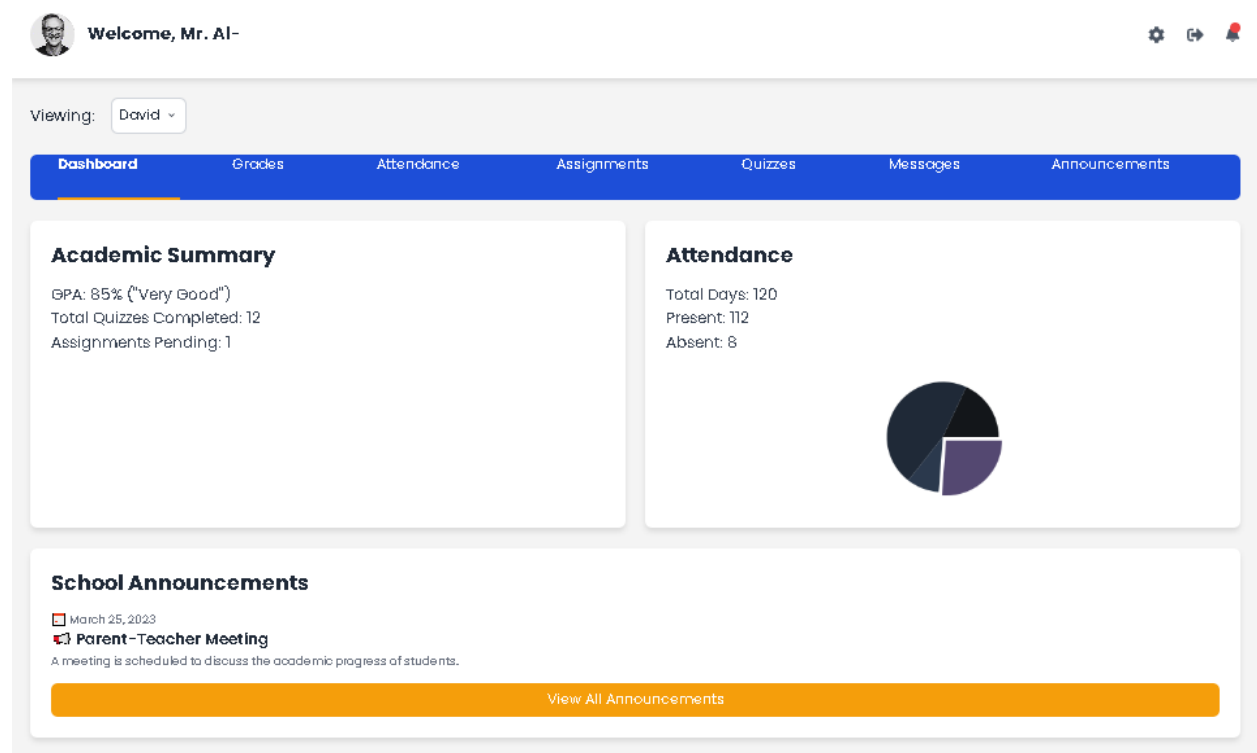 Welcome, Mr. Al-
Viewing: David
Dashboard Grades Attendance Assignments Quizzes Messages Announcements
Academic Summary
GPA: 85% ("Very Good")
Total Quizzes Completed: 12
Assignments Pending: 1
Attendance
Total Days: 120
Present: 112
Absent: 8
School Announcements
March 25, 2023
Parent-Teacher Meeting
A meeting is scheduled to discuss the academic progress of students.
View All Announcements